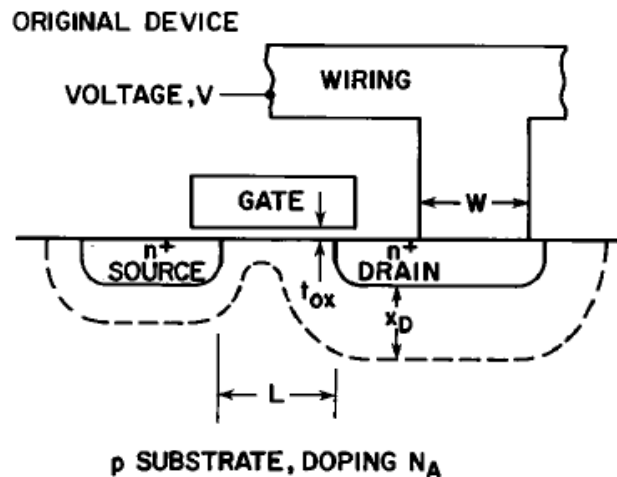 ORIGINAL DEVICE
WIRING
VOLTAGE, V
GATE
W
n+
SOURCE
n+
DRAIN
tox
xD
L
p SUBSTRATE, DOPING NA